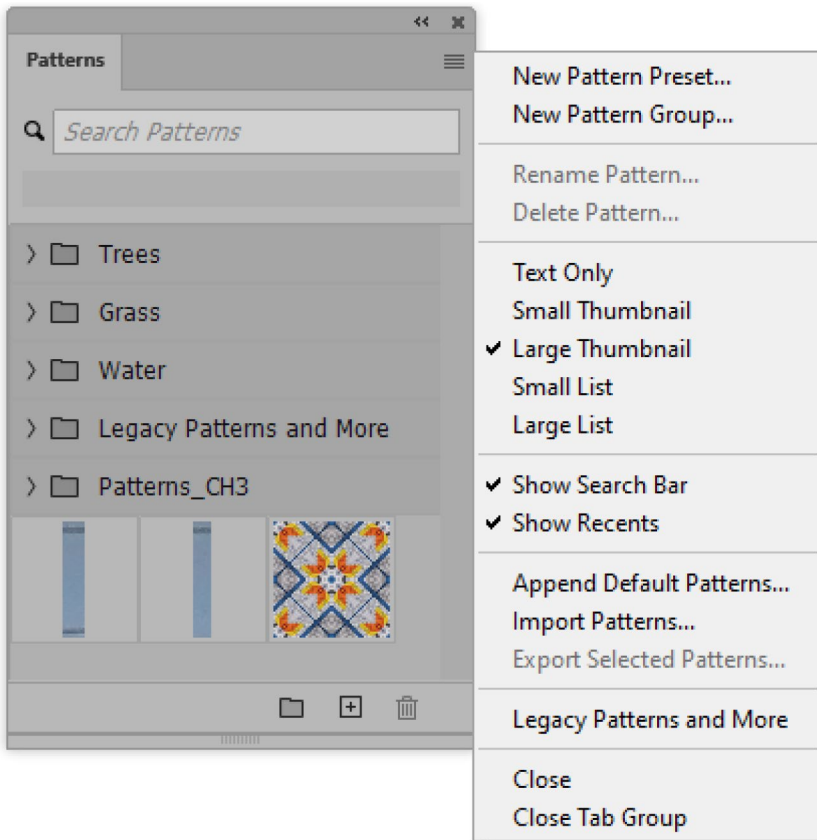 Patterns
Search Patterns
Trees
Grass
Water
Legacy Patterns and More
Patterns_CH3
New Pattern Preset...
New Pattern Group...
Rename Pattern...
Delete Pattern...
Text Only
Small Thumbnail
Large Thumbnail
Small List
Large List
Show Search Bar
Show Recents
Append Default Patterns...
Import Patterns...
Export Selected Patterns...
Legacy Patterns and More
Close
Close Tab Group